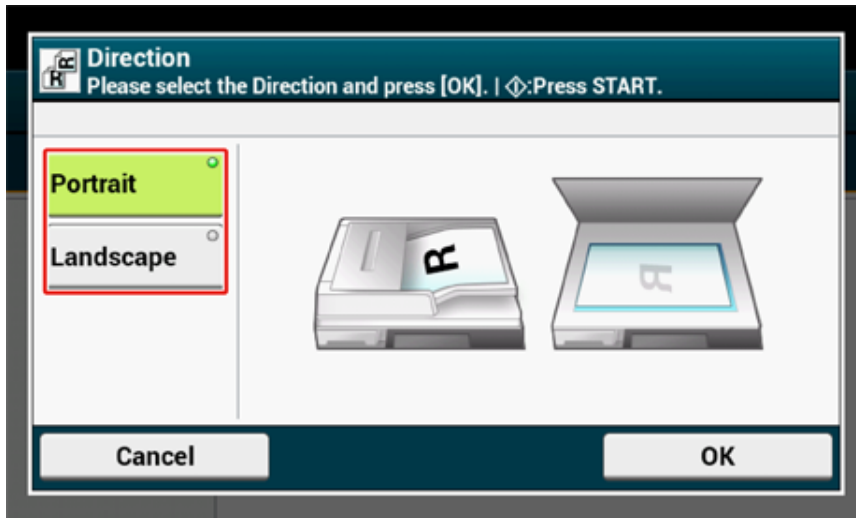 Direction
Please select the Direction and press [OK]. | :Press START.
Portrait
Landscape
R
R
Cancel
OK